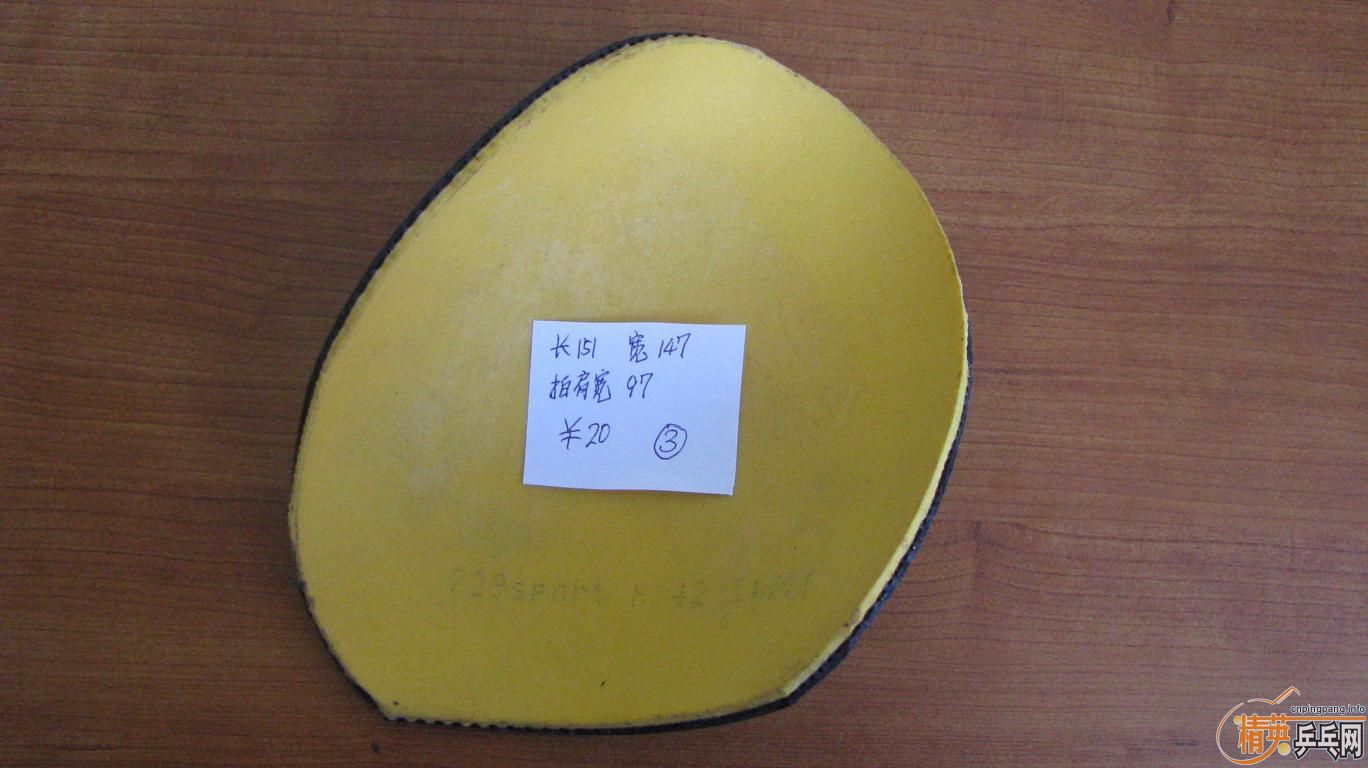 长151 宽147
拍肩宽 97
¥20 ③
729sport
cnpingpang.info
精英乒乓网